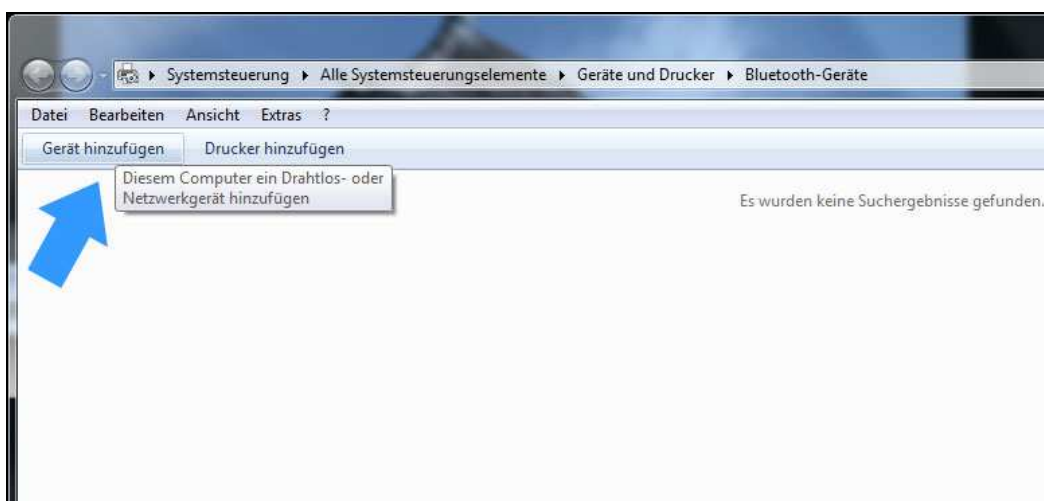 Systemsteuerung ▸ Alle Systemsteuerungselemente ▸ Geräte und Drucker ▸ Bluetooth-Geräte
Datei Bearbeiten Ansicht Extras ?
Gerät hinzufügen Drucker hinzufügen
Diesem Computer ein Drahtlos- oder
Netzwerkgerät hinzufügen
Es wurden keine Suchergebnisse gefunden.